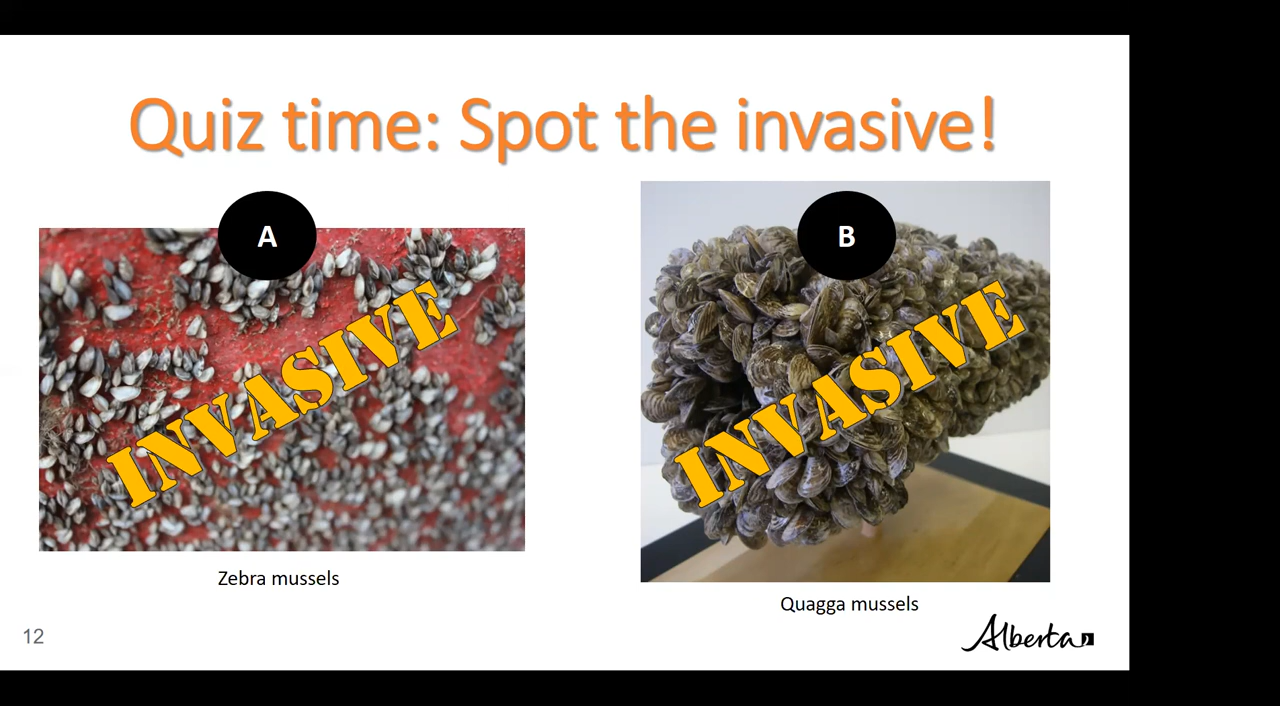 Quiz time: Spot the invasive!
A
B
INVASIVE
INVASIVE
Zebra mussels
Quagga mussels
12
Alberta